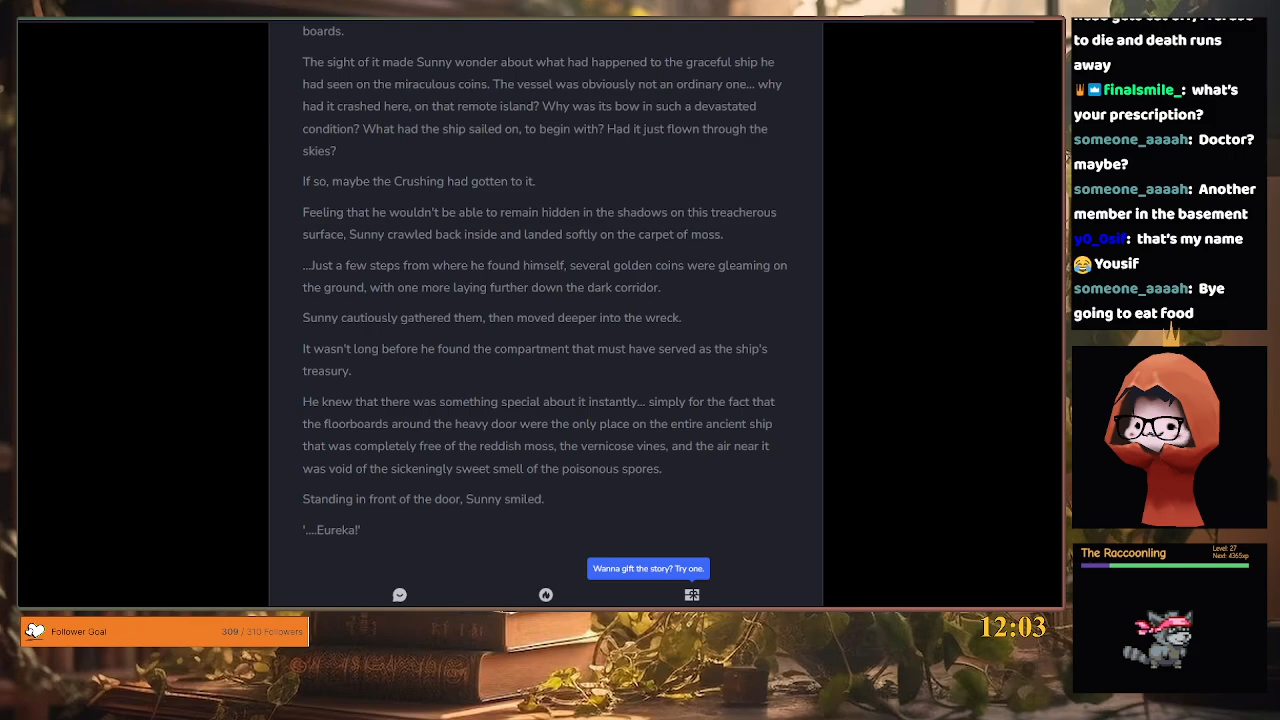 boards.
The sight of it made Sunny wonder about what had happened to the graceful ship he
had seen on the miraculous coins. The vessel was obviously not an ordinary one... why
had it crashed here, on that remote island? Why was its bow in such a devastated
condition? What had the ship sailed on, to begin with? Had it just flown through the
skies?
If so, maybe the Crushing had gotten to it.
Feeling that he wouldn't be able to remain hidden in the shadows on this treacherous
surface, Sunny crawled back inside and landed softly on the carpet of moss.
...Just a few steps from where he found himself, several golden coins were gleaming on
the ground, with one more laying further down the dark corridor.
Sunny cautiously gathered them, then moved deeper into the wreck.
It wasn't long before he found the compartment that must have served as the ship's
treasury.
He knew that there was something special about it instantly... simply for the fact that
the floorboards around the heavy door were the only place on the entire ancient ship
that was completely free of the reddish moss, the vernicose vines, and the air near it
was void of the sickeningly sweet smell of the poisonous spores.
Standing in front of the door, Sunny smiled.
'....Eureka!'
Wanna gift the story? Try one.
to die and death runs
away
finalsmile_: what's
your prescription?
someone_aaaah: Doctor?
maybe?
someone_aaaah: Another
member in the basement
y0_0sif: that's my name
😂 Yousif
someone_aaaah: Bye
going to eat food
The Raccoonling
Level: 27
Next: 4365xp
Follower Goal
309 / 310 Followers
12:03